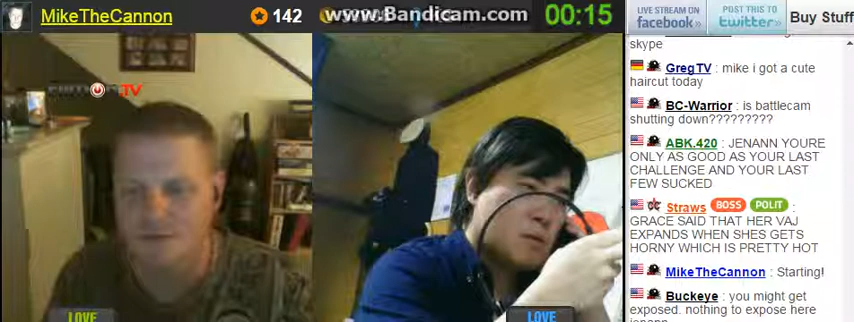 MikeTheCannon
142
www.Bandicam.com
00:15
LIVE STREAM ON
facebook»
POST THIS TO
twitter»
Buy Stuff
skype
GregTV : mike i got a cute
haircut today
BC-Warrior : is battlecam
shutting down?????????
ABK.420 : JENANN YOURE
ONLY AS GOOD AS YOUR LAST
CHALLENGE AND YOUR LAST
FEW SUCKED
Straws BOSS POLIT :
GRACE SAID THAT HER VAJ
EXPANDS WHEN SHES GETS
HORNY WHICH IS PRETTY HOT
MikeTheCannon : Starting!
Buckeye : you might get
exposed. nothing to expose here
LOVE
LOVE